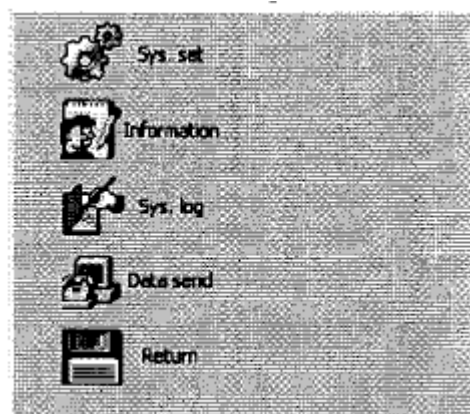 Sys. set
Information
Sys. log
Data send
Return